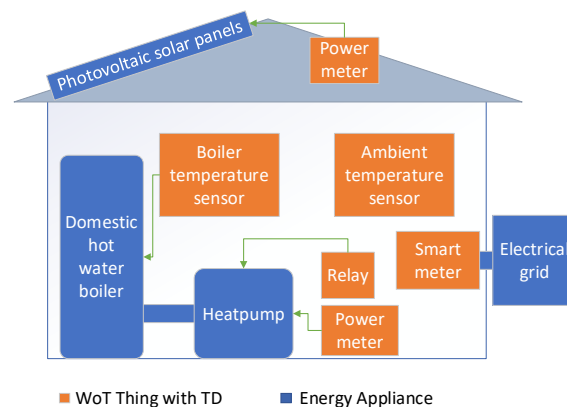 Photovoltaic solar panels
Power
meter
Boiler
temperature
sensor
Ambient
temperature
sensor
Domestic
hot
water
boiler
Smart
meter
Electrical
grid
Relay
Heatpump
Power
meter
WoT Thing with TD
Energy Appliance